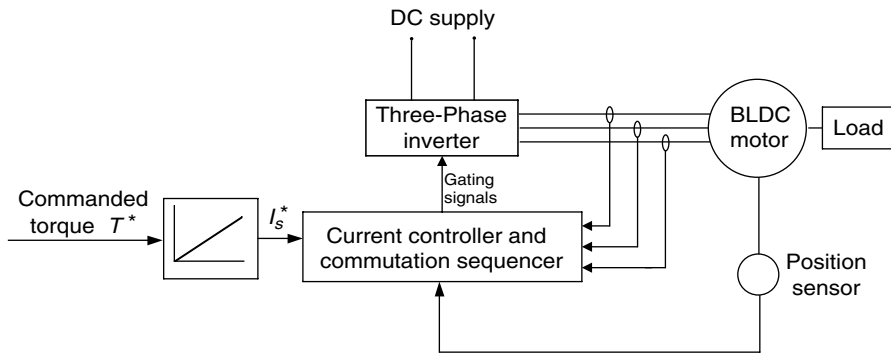 DC supply
Three-Phase
inverter
BLDC
motor
Load
Gating
signals
Commanded
torque T*
I_s*
Current controller and
commutation sequencer
Position
sensor